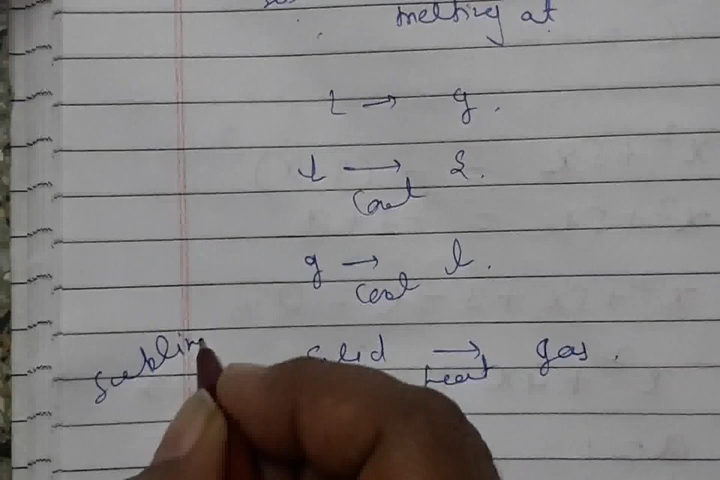 melting at
l → g.
l → s.
Cool
g → l.
Cool
Sublim solid → gas.
heat